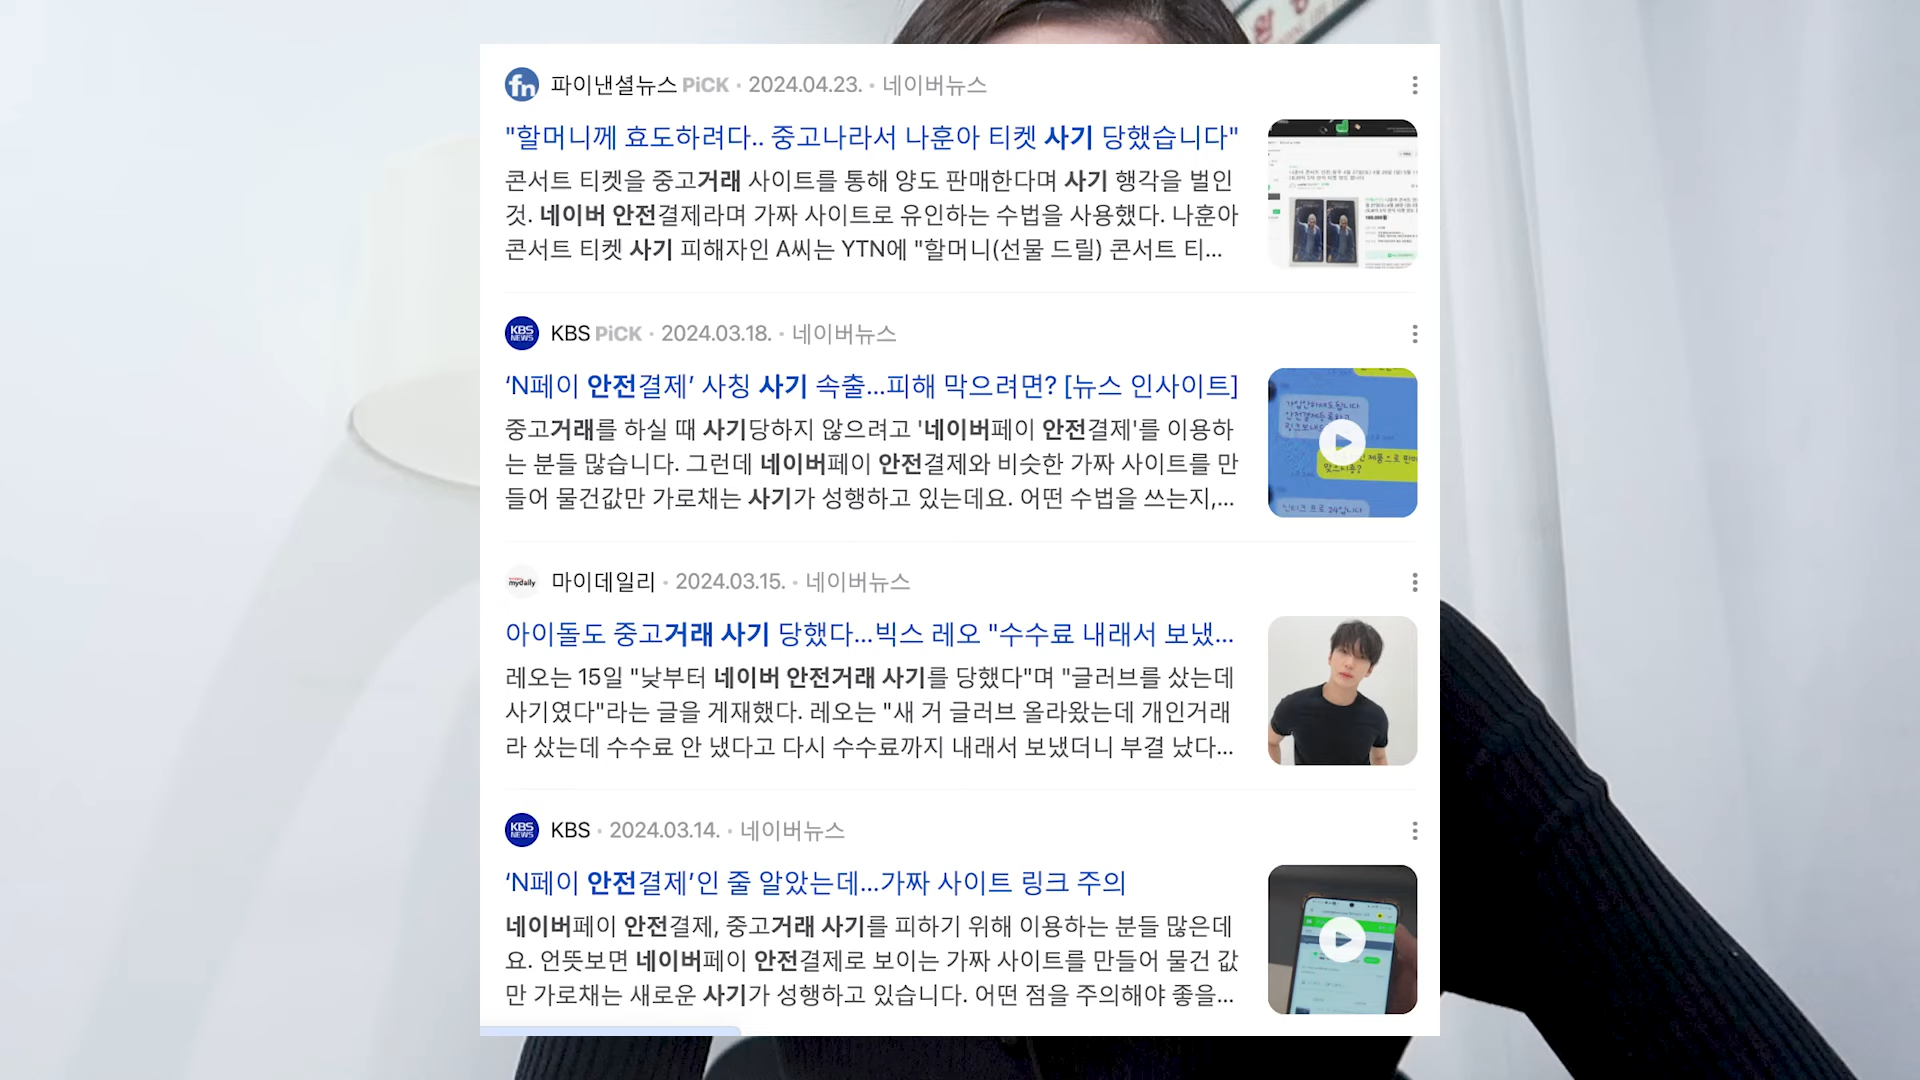 파이낸셜뉴스 PiCK · 2024.04.23. · 네이버뉴스
"할머니께 효도하려다.. 중고나라서 나훈아 티켓 사기 당했습니다"
콘서트 티켓을 중고거래 사이트를 통해 양도 판매한다며 사기 행각을 벌인
것. 네이버 안전결제라며 가짜 사이트로 유인하는 수법을 사용했다. 나훈아
콘서트 티켓 사기 피해자인 A씨는 YTN에 "할머니(선물 드릴) 콘서트 티...
KBS NEWS
KBS PiCK · 2024.03.18. · 네이버뉴스
‘N페이 안전결제’ 사칭 사기 속출...피해 막으려면? [뉴스 인사이트]
중고거래를 하실 때 사기당하지 않으려고 '네이버페이 안전결제'를 이용하
는 분들 많습니다. 그런데 네이버페이 안전결제와 비슷한 가짜 사이트를 만
들어 물건값만 가로채는 사기가 성행하고 있는데요. 어떤 수법을 쓰는지,...
mydaily
마이데일리 · 2024.03.15. · 네이버뉴스
아이돌도 중고거래 사기 당했다...빅스 레오 "수수료 내래서 보냈...
레오는 15일 "낮부터 네이버 안전거래 사기를 당했다"며 "글러브를 샀는데
사기였다"라는 글을 게재했다. 레오는 "새 거 글러브 올라왔는데 개인거래
라 샀는데 수수료 안 냈다고 다시 수수료까지 내래서 보냈더니 부결 났다...
KBS NEWS
KBS · 2024.03.14. · 네이버뉴스
‘N페이 안전결제’인 줄 알았는데...가짜 사이트 링크 주의
네이버페이 안전결제, 중고거래 사기를 피하기 위해 이용하는 분들 많은데
요. 언뜻보면 네이버페이 안전결제로 보이는 가짜 사이트를 만들어 물건 값
만 가로채는 새로운 사기가 성행하고 있습니다. 어떤 점을 주의해야 좋을...